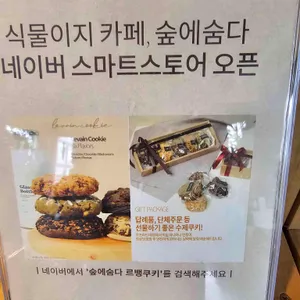 식물이지 카페, 숲에숨다
네이버 스마트스토어 오픈
Levain Cookie
GIFT PACKAGE
답례품, 단체주문 등
선물하기 좋은 수제쿠키!
| 네이버에서 '숲에숨다 르뱅쿠키'를 검색해주세요 |